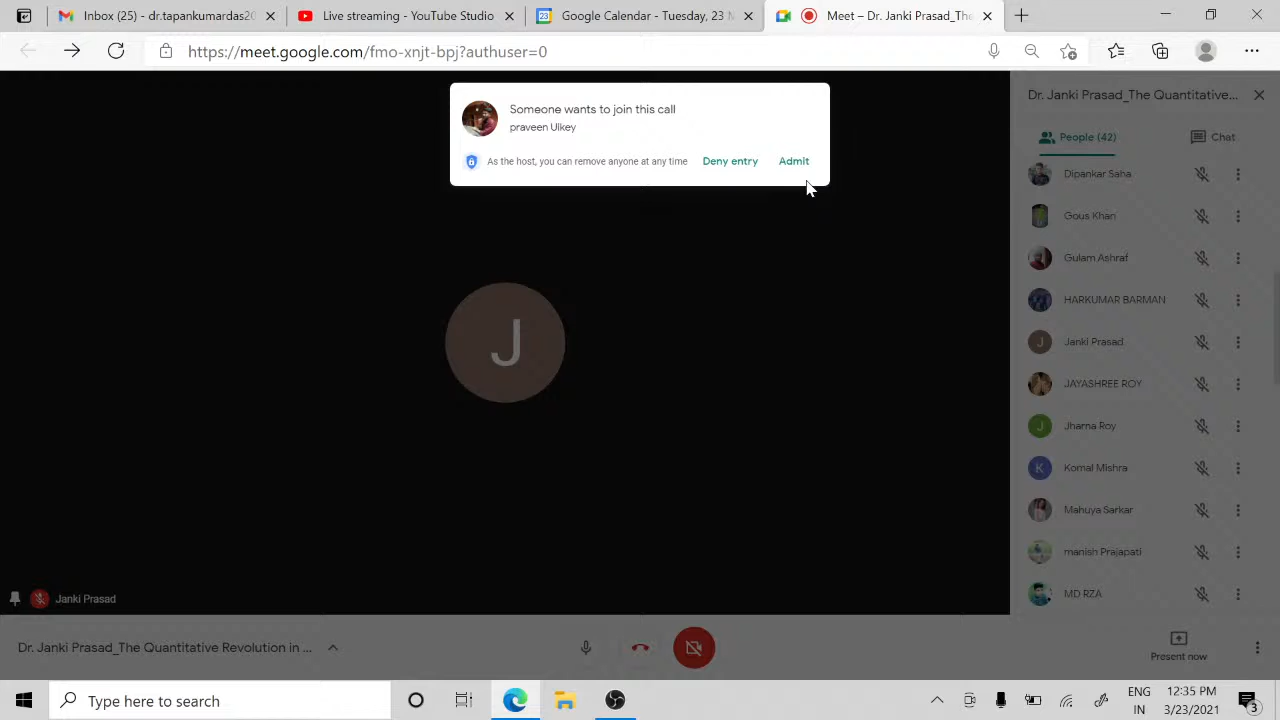 Inbox (25) - dr.tapankumardas20
Live streaming - YouTube Studio
Google Calendar - Tuesday, 23 M
Meet – Dr. Janki Prasad_The
https://meet.google.com/fmo-xnjt-bpj?authuser=0
Someone wants to join this call
praveen Uikey
As the host, you can remove anyone at any time
Deny entry
Admit
Dr. Janki Prasad_The Quantitative...
People (42)
Chat
Dipankar Saha
Gous Khan
Gulam Ashraf
HARKUMAR BARMAN
Janki Prasad
JAYASHREE ROY
J Jharna Roy
K Komal Mishra
Mahuya Sarkar
manish Prajapati
MD RZA
J
Janki Prasad
Dr. Janki Prasad_The Quantitative Revolution in ...
Present now
Type here to search
ENG
IN
12:35 PM
3/23/2021
3